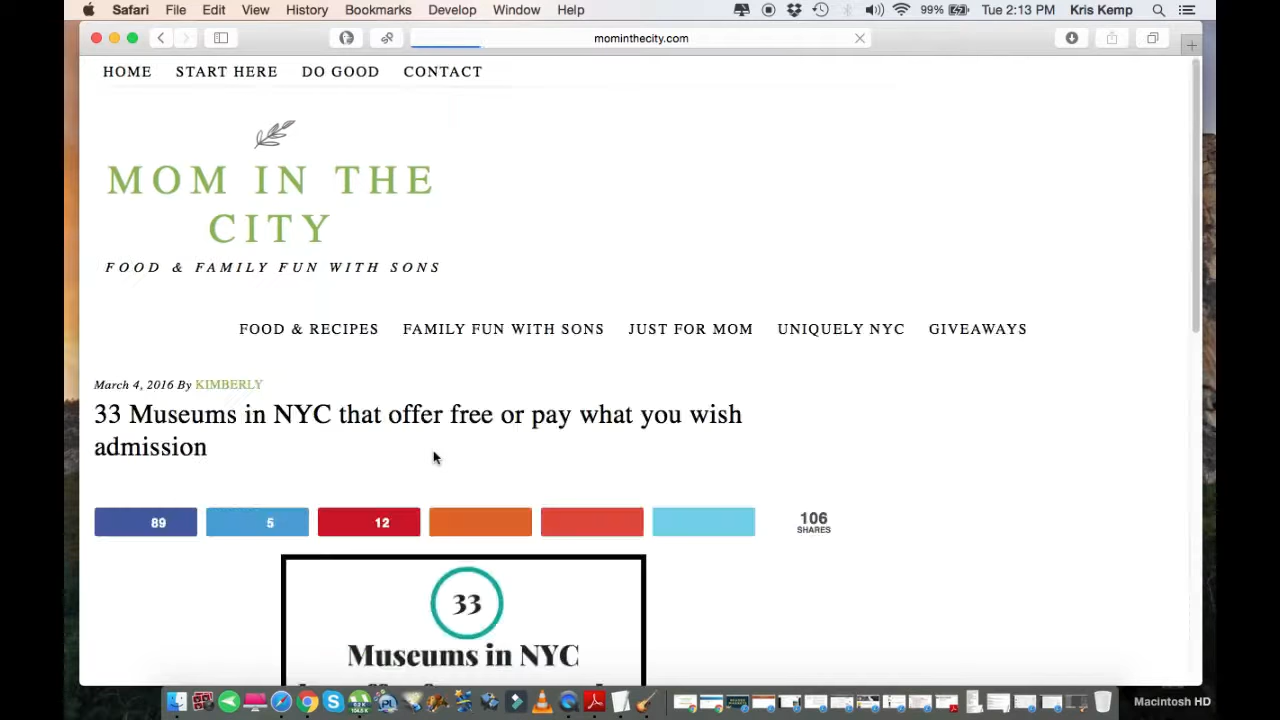 Safari File Edit View History Bookmarks Develop Window Help 99% Tue 2:13 PM Kris Kemp
mominthecity.com
HOME START HERE DO GOOD CONTACT
MOM IN THE
CITY
FOOD & FAMILY FUN WITH SONS
FOOD & RECIPES FAMILY FUN WITH SONS JUST FOR MOM UNIQUELY NYC GIVEAWAYS
March 4, 2016 By KIMBERLY
33 Museums in NYC that offer free or pay what you wish
admission
89 5 12 106
SHARES
33
Museums in NYC
Macintosh HD